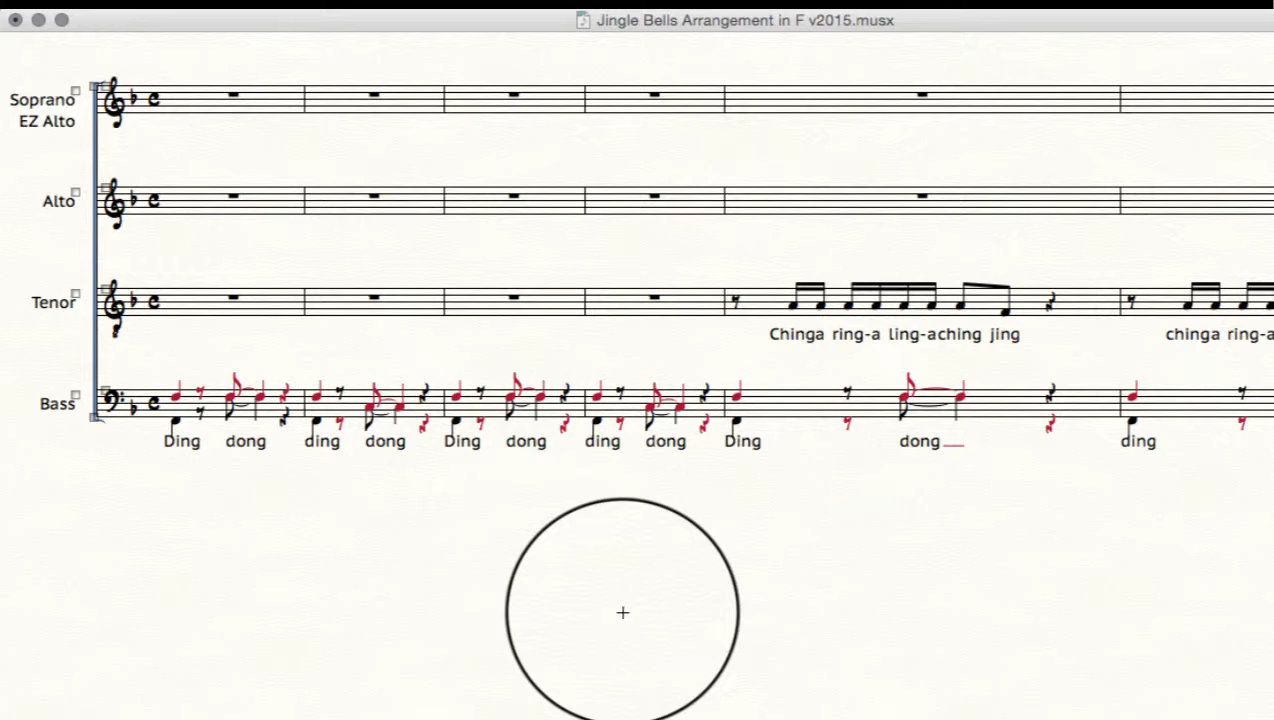 Jingle Bells Arrangement in F v2015.musx
Soprano
EZ Alto
Alto
Tenor
Chinga ring-a ling-aching jing chinga ring-a
Bass
Ding dong ding dong Ding dong ding dong Ding dong ding